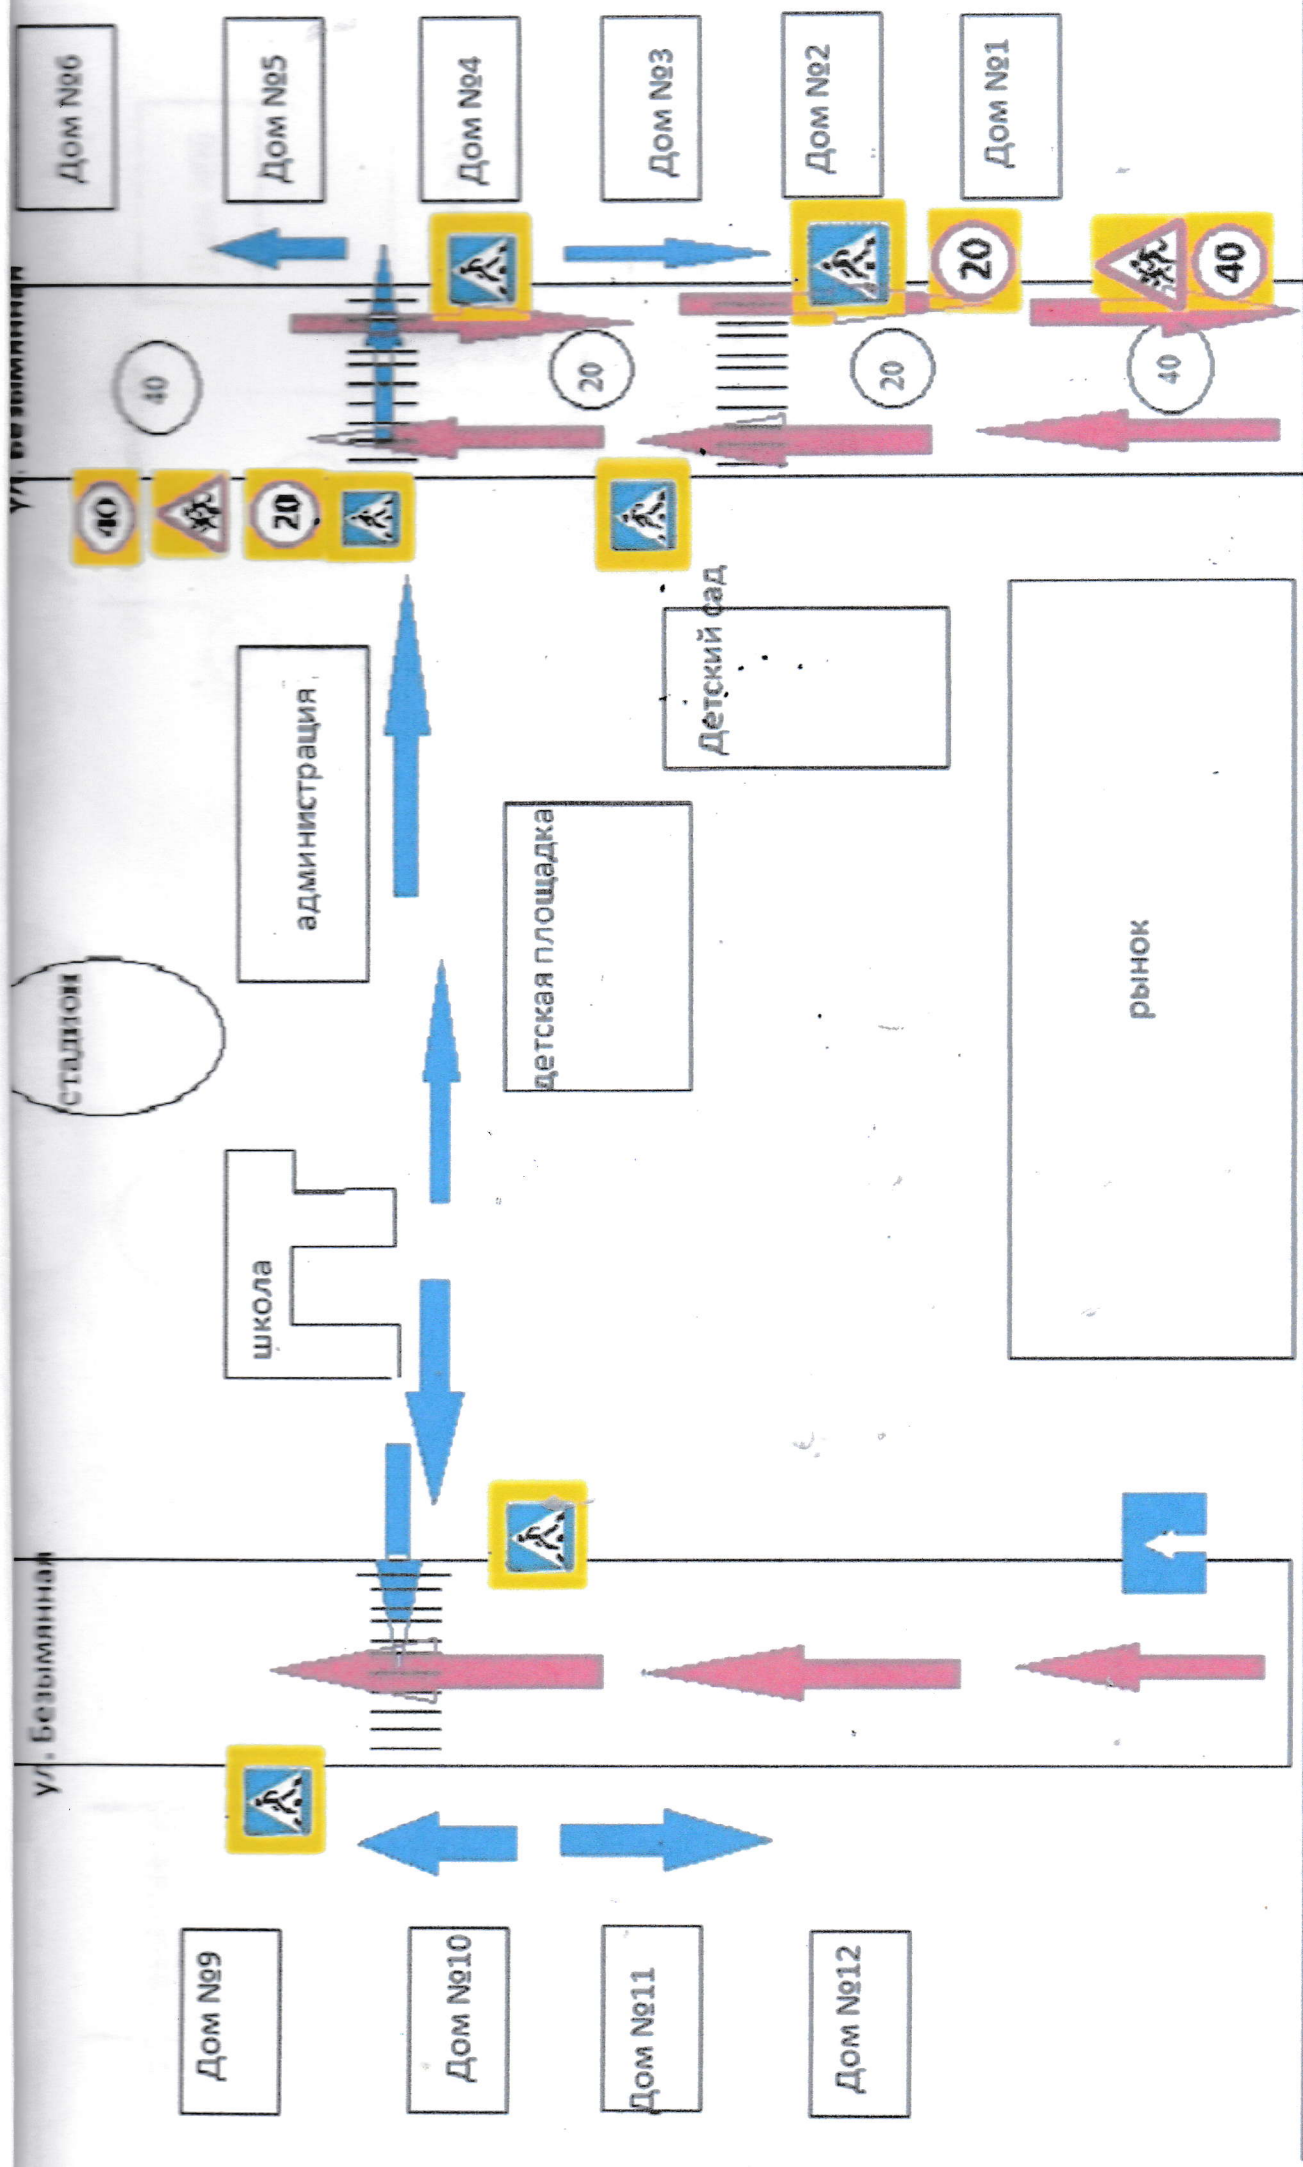 ул. Безымянная
ул. Безымянная
Дом №9
Дом №10
Дом №11
Дом №12
школа
стадион
администрация
детская площадка
Детский сад
рынок
40
20
40
20
20
40
20
40
Дом №6
Дом №5
Дом №4
Дом №3
Дом №2
Дом №1